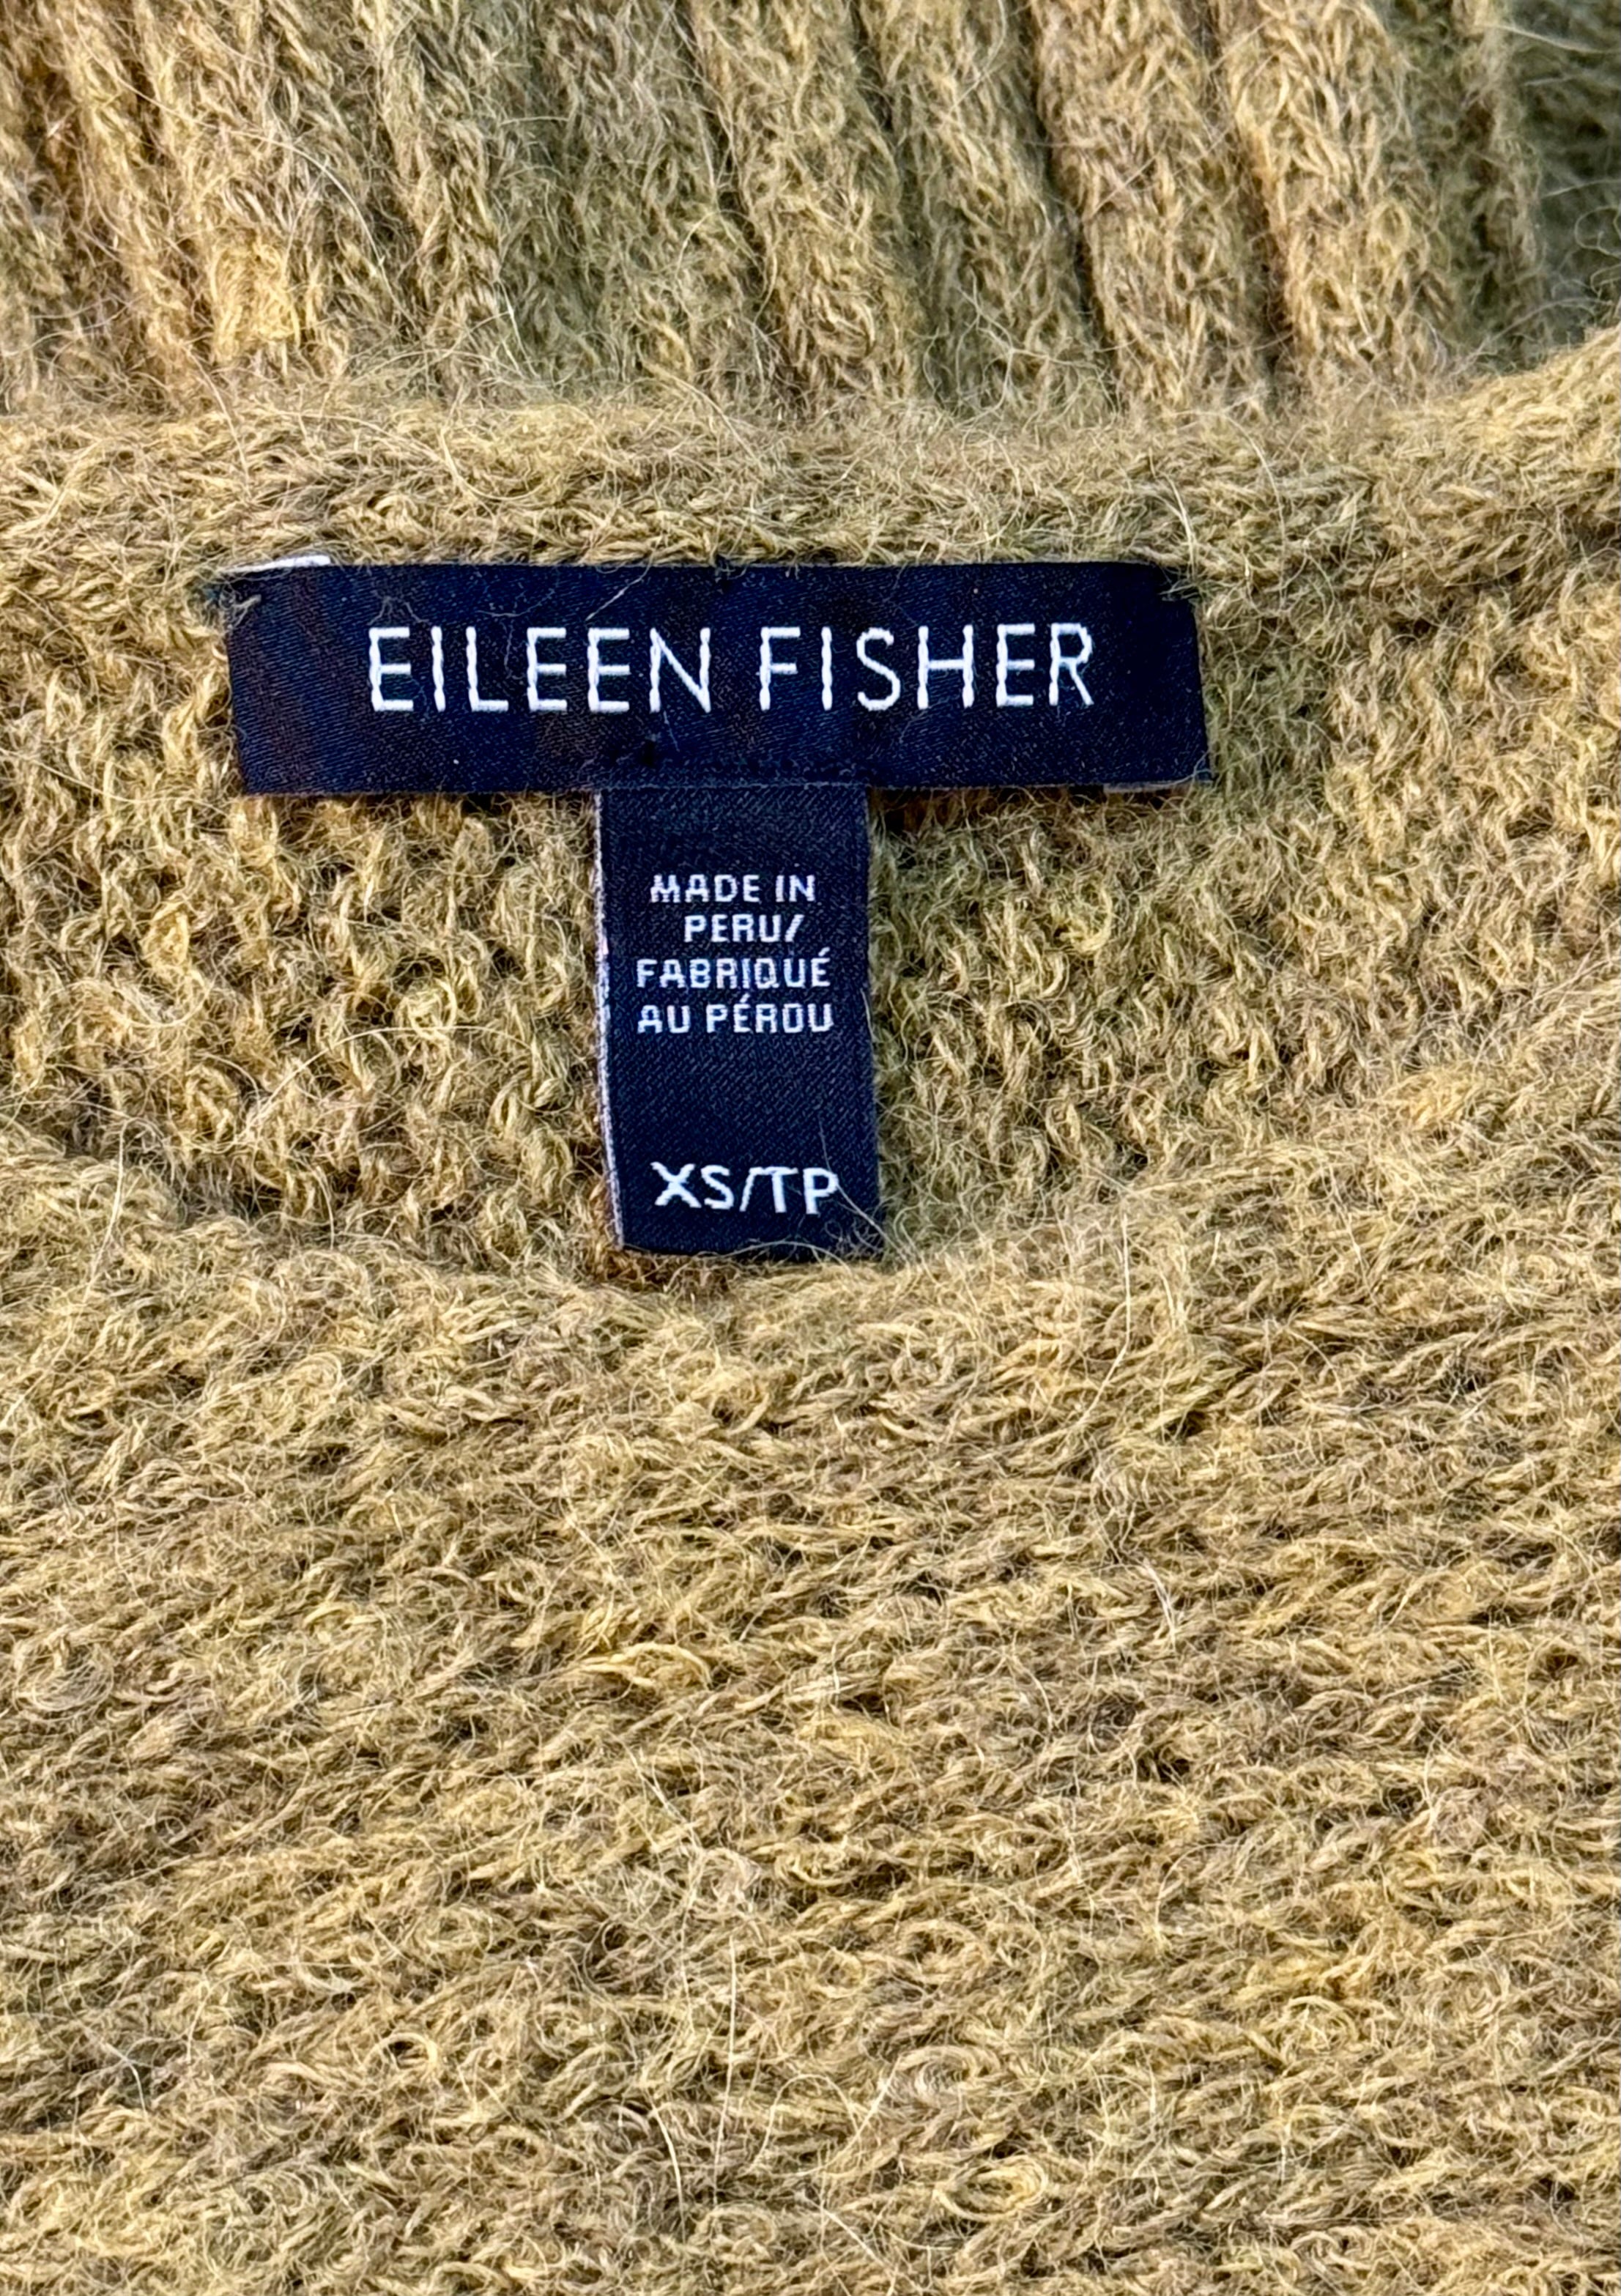 EILEEN FISHER
MADE IN
PERU/
FABRIQUÉ
AU PÉROU
XS/TP